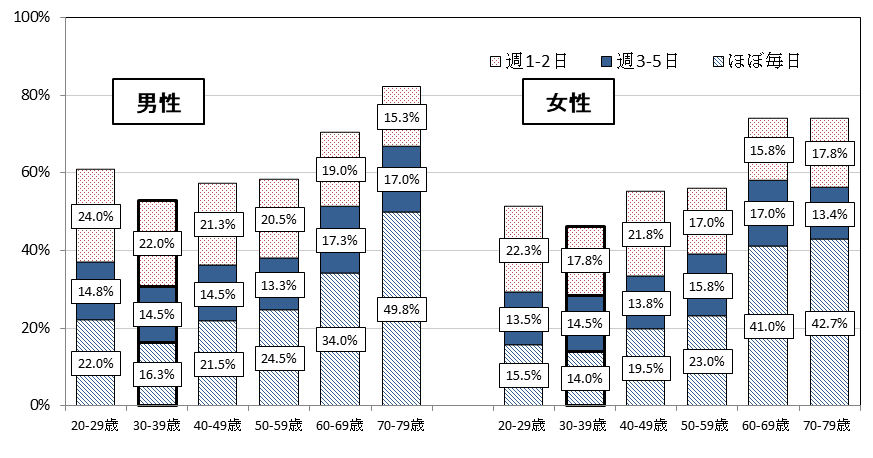 100%
80%
60%
40%
20%
0%
週1-2日 週3-5日 ほぼ毎日
男性 女性
24.0% 14.8% 22.0%
22.0% 14.5% 16.3%
21.3% 14.5% 21.5%
20.5% 13.3% 24.5%
19.0% 17.3% 34.0%
15.3% 17.0% 49.8%
22.3% 13.5% 15.5%
17.8% 14.5% 14.0%
21.8% 13.8% 19.5%
17.0% 15.8% 23.0%
15.8% 17.0% 41.0%
17.8% 13.4% 42.7%
20-29歳 30-39歳 40-49歳 50-59歳 60-69歳 70-79歳 20-29歳 30-39歳 40-49歳 50-59歳 60-69歳 70-79歳